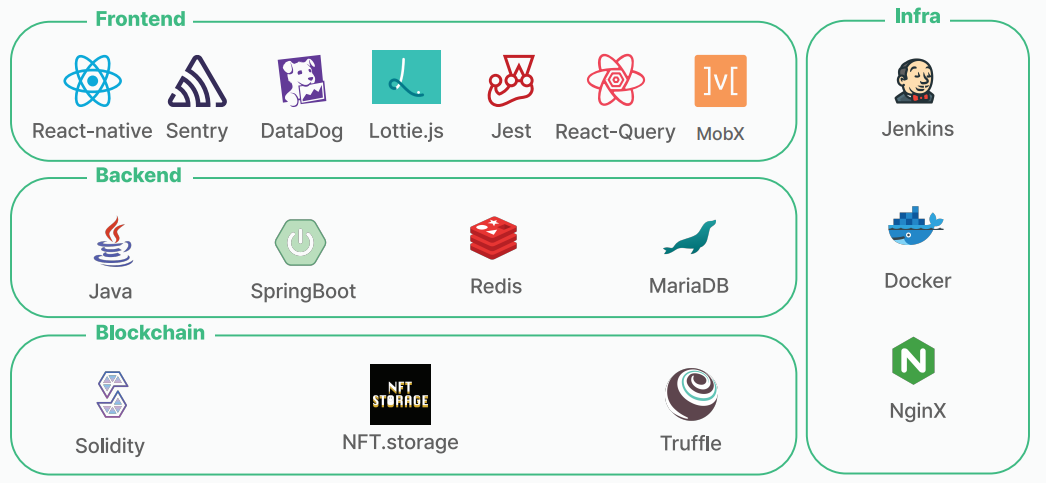 Frontend
React-native Sentry DataDog Lottie.js Jest React-Query MobX
]v[
Backend
Java SpringBoot Redis MariaDB
Blockchain
NFT
STORAGE
Solidity NFT.storage Truffle
Infra
Jenkins
Docker
N
NginX